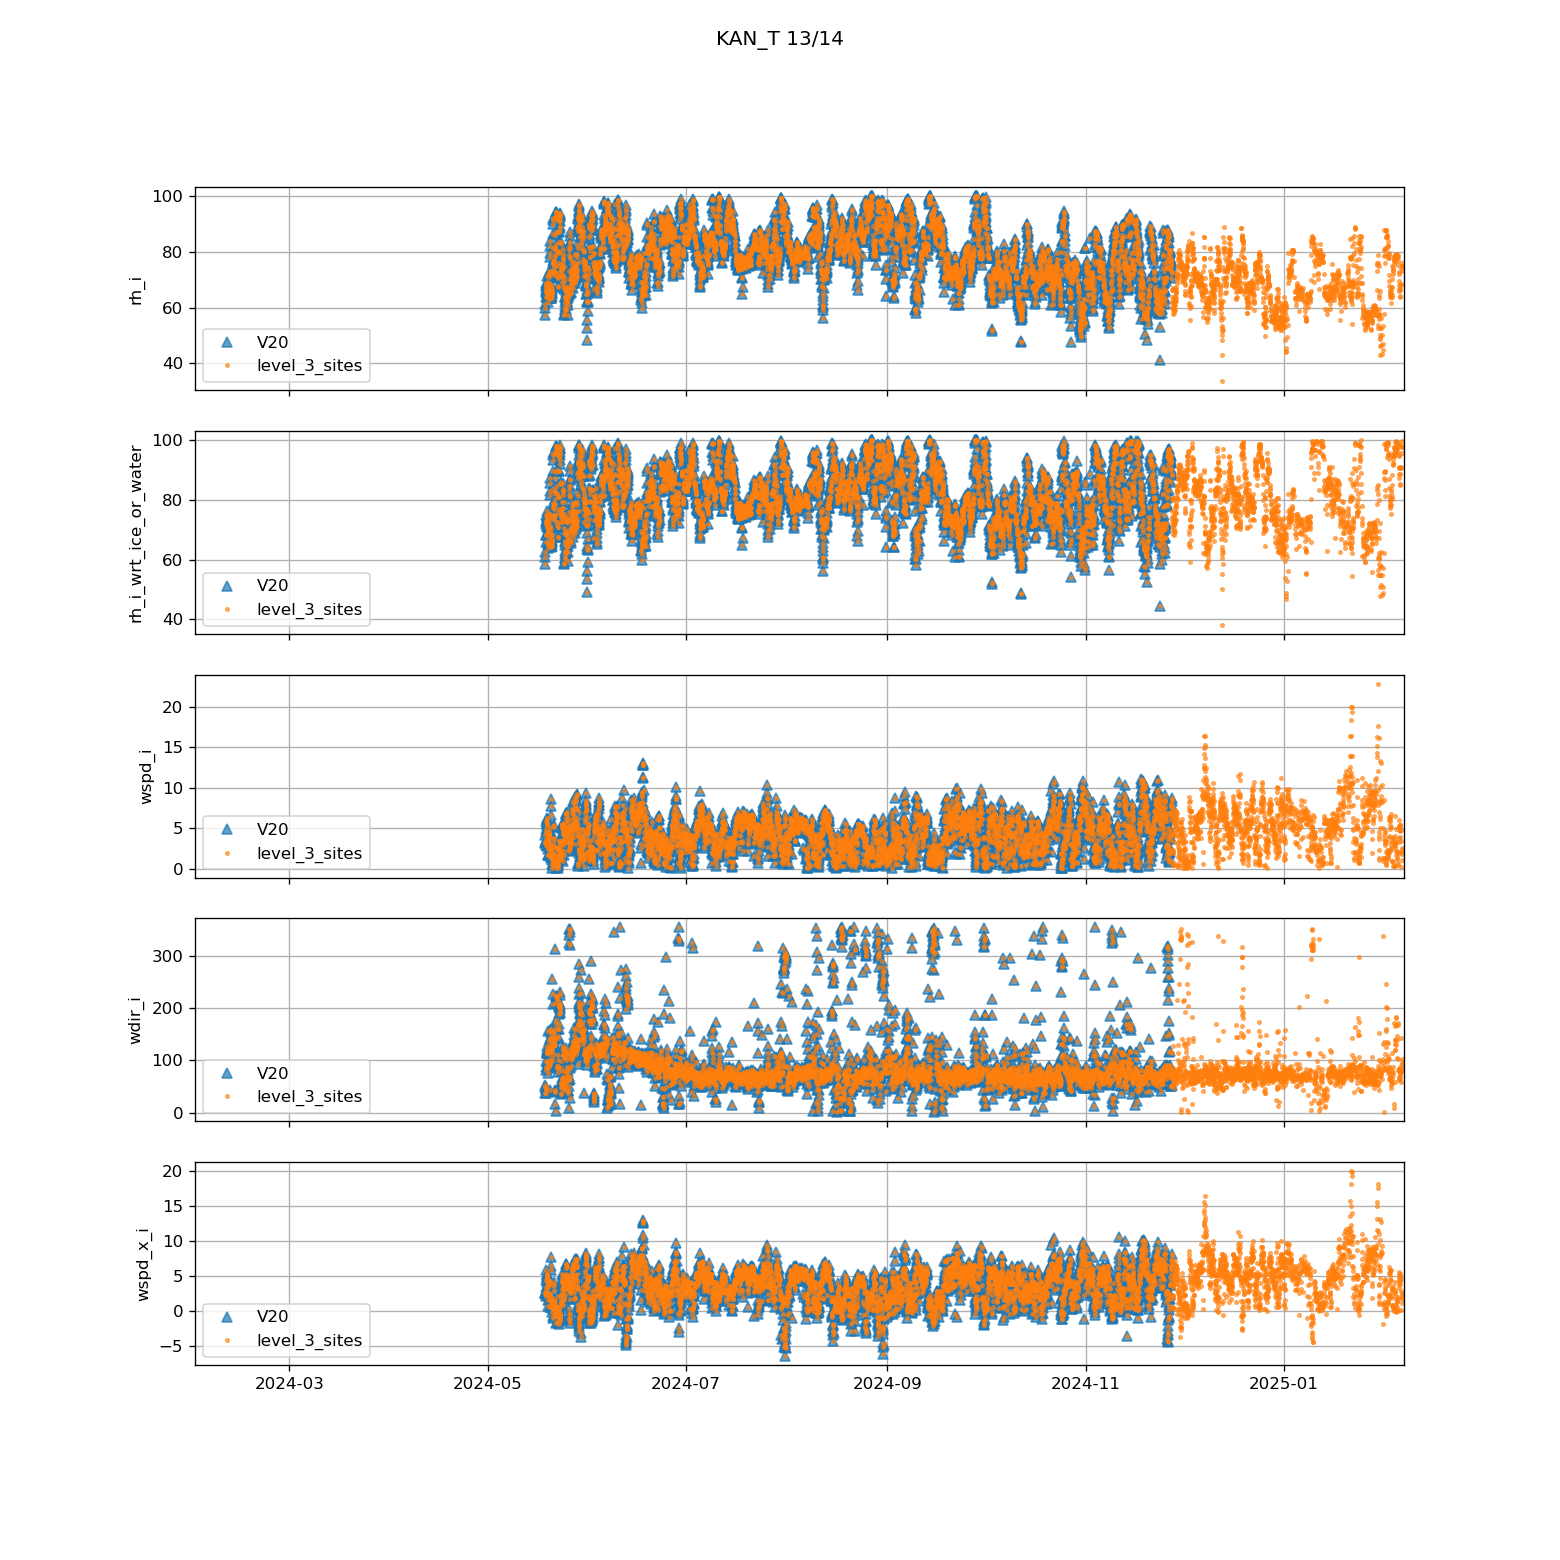 KAN_T 13/14
100
80
60
40
rh_i
V20
level_3_sites
100
80
60
40
rh_i_wrt_ice_or_water
V20
level_3_sites
20
15
10
5
0
wspd_i
V20
level_3_sites
300
200
100
0
wdir_i
V20
level_3_sites
20
15
10
5
0
−5
wspd_x_i
V20
level_3_sites
2024-03 2024-05 2024-07 2024-09 2024-11 2025-01